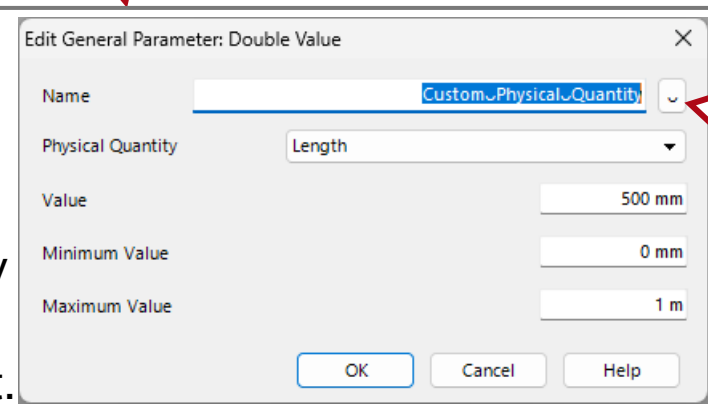 Edit General Parameter: Double Value
Name Custom⌣Physical⌣Quantity ⌣
Physical Quantity Length
Value 500 mm
Minimum Value 0 mm
Maximum Value 1 m
OK Cancel Help